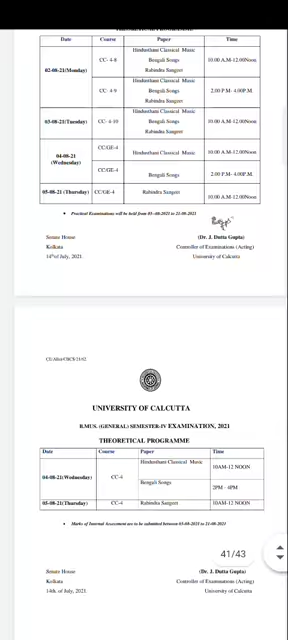 Date Course Paper Time
02-08-21(Monday) CC- 4-8 Hindusthani Classical Music
Bengali Songs
Rabindra Sangeet 10.00 A.M-12.00Noon
CC- 4-9 Hindusthani Classical Music
Bengali Songs
Rabindra Sangeet 2.00 P.M- 4.00P.M.
03-08-21(Tuesday) CC- 4-10 Hindusthani Classical Music
Bengali Songs
Rabindra Sangeet 10.00 A.M-12.00Noon
04-08-21
(Wednesday) CC/GE-4 Hindusthani Classical Music 10.00 A.M-12.00Noon
CC/GE-4 Bengali Songs 2.00 P.M- 4.00P.M.
05-08-21 (Thursday) CC/GE-4 Rabindra Sangeet 10.00 A.M-12.00Noon
• Practical Examinations will be held from 05-08-2021 to 21-08-2021
Senate House (Dr. J. Dutta Gupta)
Kolkata Controller of Examinations (Acting)
14th of July, 2021. University of Calcutta
UNIVERSITY OF CALCUTTA
B.MUS. (GENERAL) SEMESTER-IV EXAMINATION, 2021
THEORETICAL PROGRAMME
Date Course Paper Time
04-08-21(Wednesday) CC-4 Hindusthani Classical Music 10AM-12 NOON
Bengali Songs 2PM – 4PM
05-08-21(Thursday) CC-4 Rabindra Sangeet 10AM-12 NOON
• Marks of Internal Assessment are to be submitted between 05-08-2021 to 21-08-2021
41/43
Senate House (Dr. J. Dutta Gupta)
Kolkata Controller of Examinations (Acting)
14th. of July, 2021. University of Calcutta